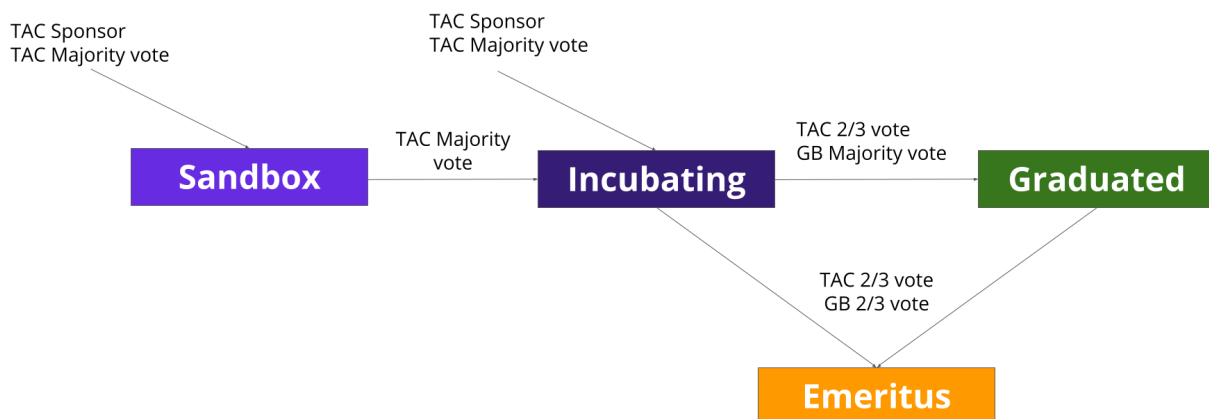 TAC Sponsor
TAC Majority vote
TAC Sponsor
TAC Majority vote
TAC Majority
vote
TAC 2/3 vote
GB Majority vote
Sandbox
Incubating
Graduated
TAC 2/3 vote
GB 2/3 vote
Emeritus